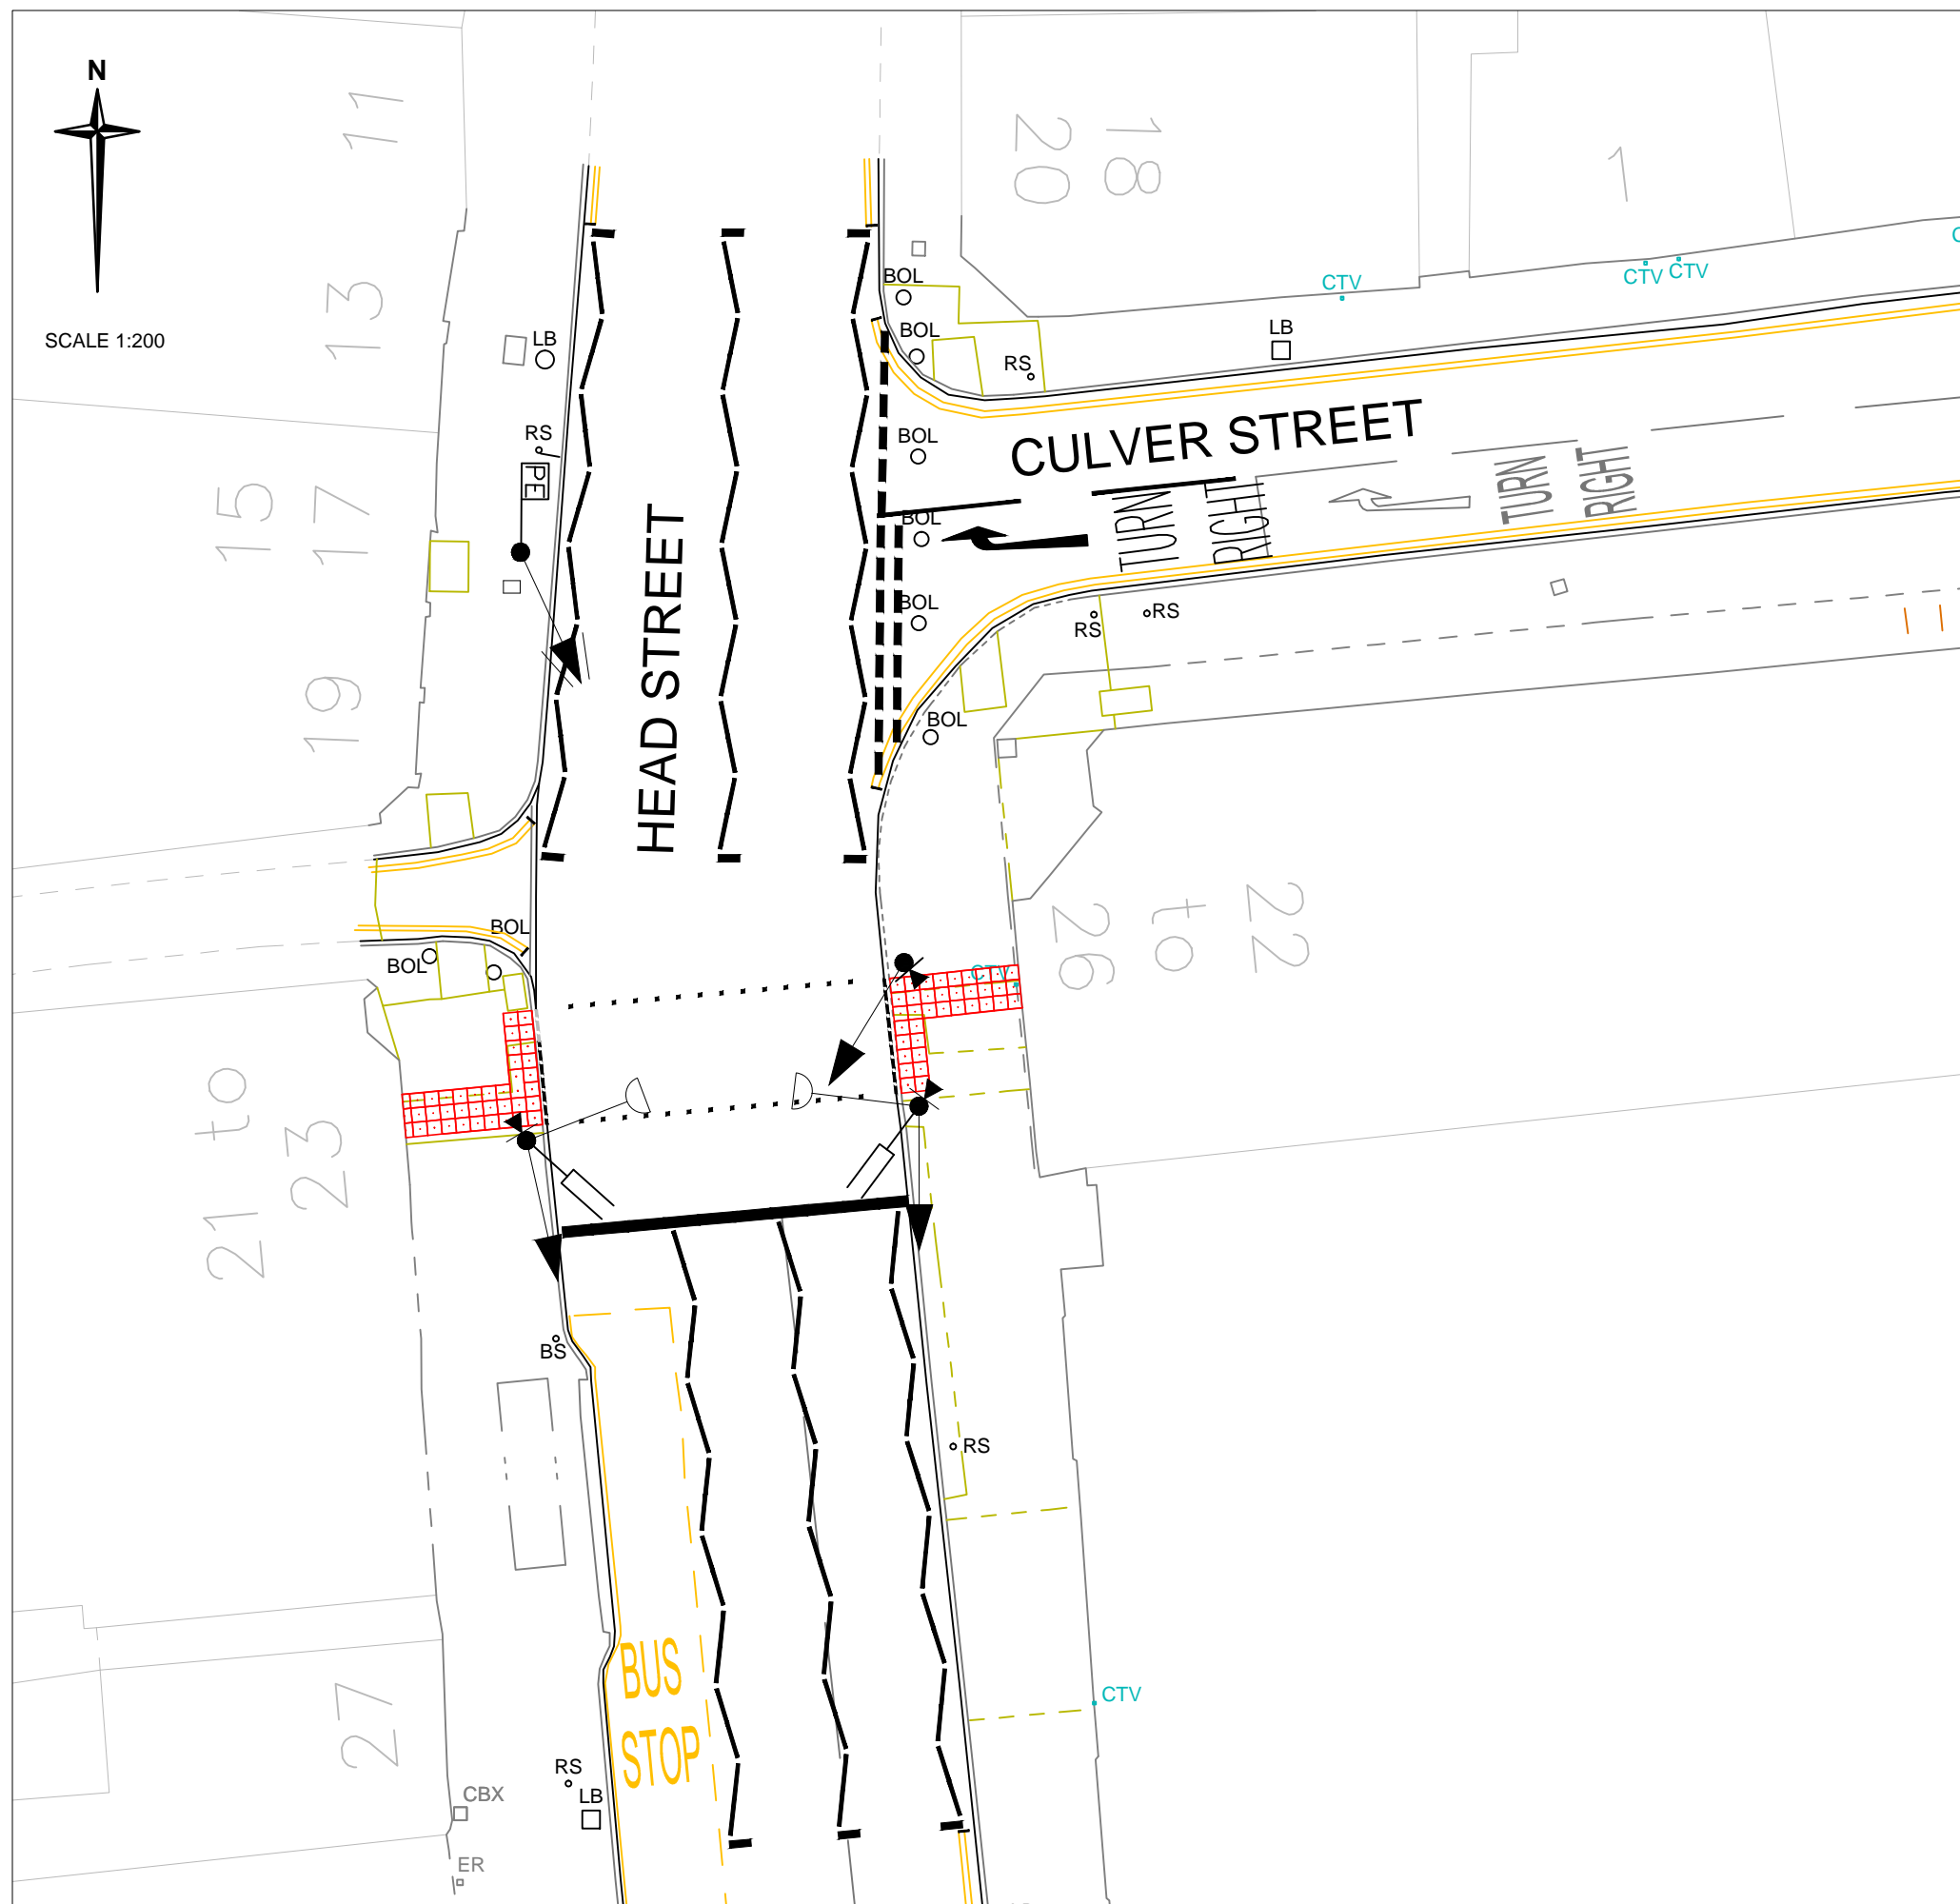 N
SCALE 1:200
11
13
15
17
19
20
18
1
BOL
BOL
RS
CTV
CTV
CTV
C
LB
LB
RS
PE
BOL
BOL
BOL
BOL
CULVER STREET
TURN
RIGHT
TURN
RIGHT
RS
RS
HEAD STREET
BOL
BOL
CTV
26
to
22
21 to
23
BS
RS
BUS
STOP
27
RS
LB
CBX
ER
CTV